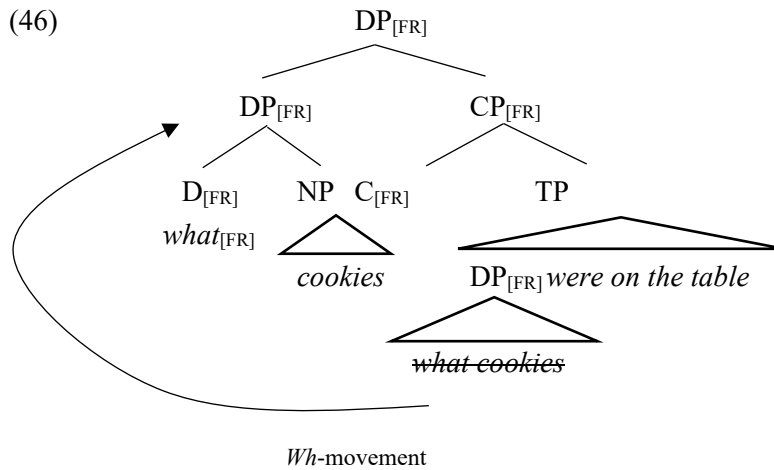 (46) DP[FR]
DP[FR] CP[FR]
D[FR] NP C[FR] TP
what[FR]
cookies DP[FR] were on the table
what cookies
Wh-movement